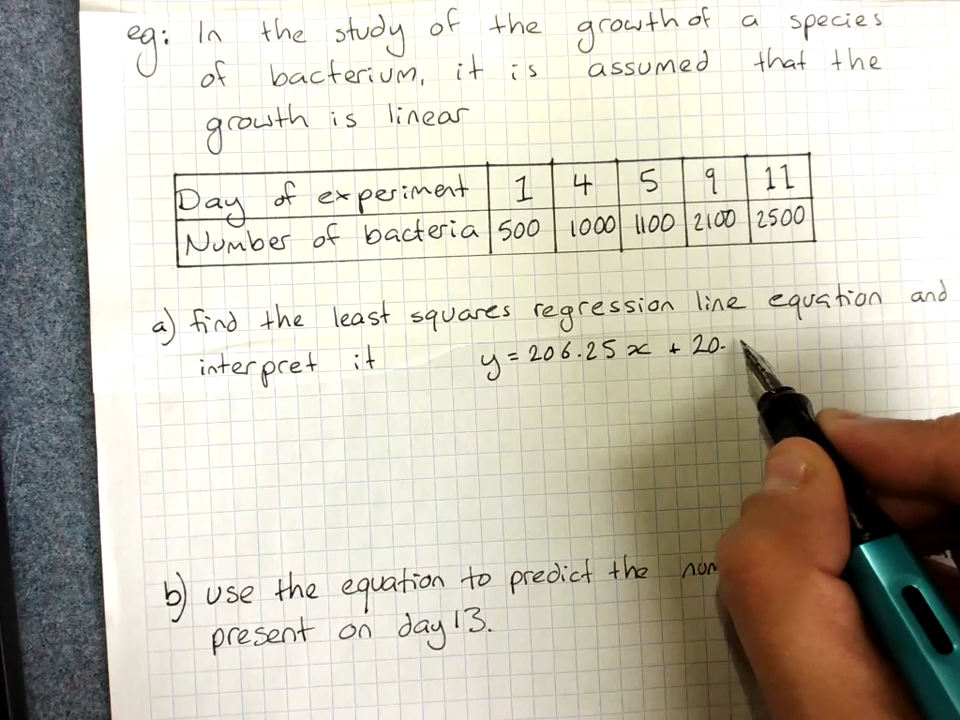 eg: In the study of the growth of a species
of bacterium, it is assumed that the
growth is linear
Day of experiment 1 4 5 9 11
Number of bacteria 500 1000 1100 2100 2500
a) find the least squares regression line equation and
interpret it y = 206.25 x + 20.
b) use the equation to predict the
present on day 13.